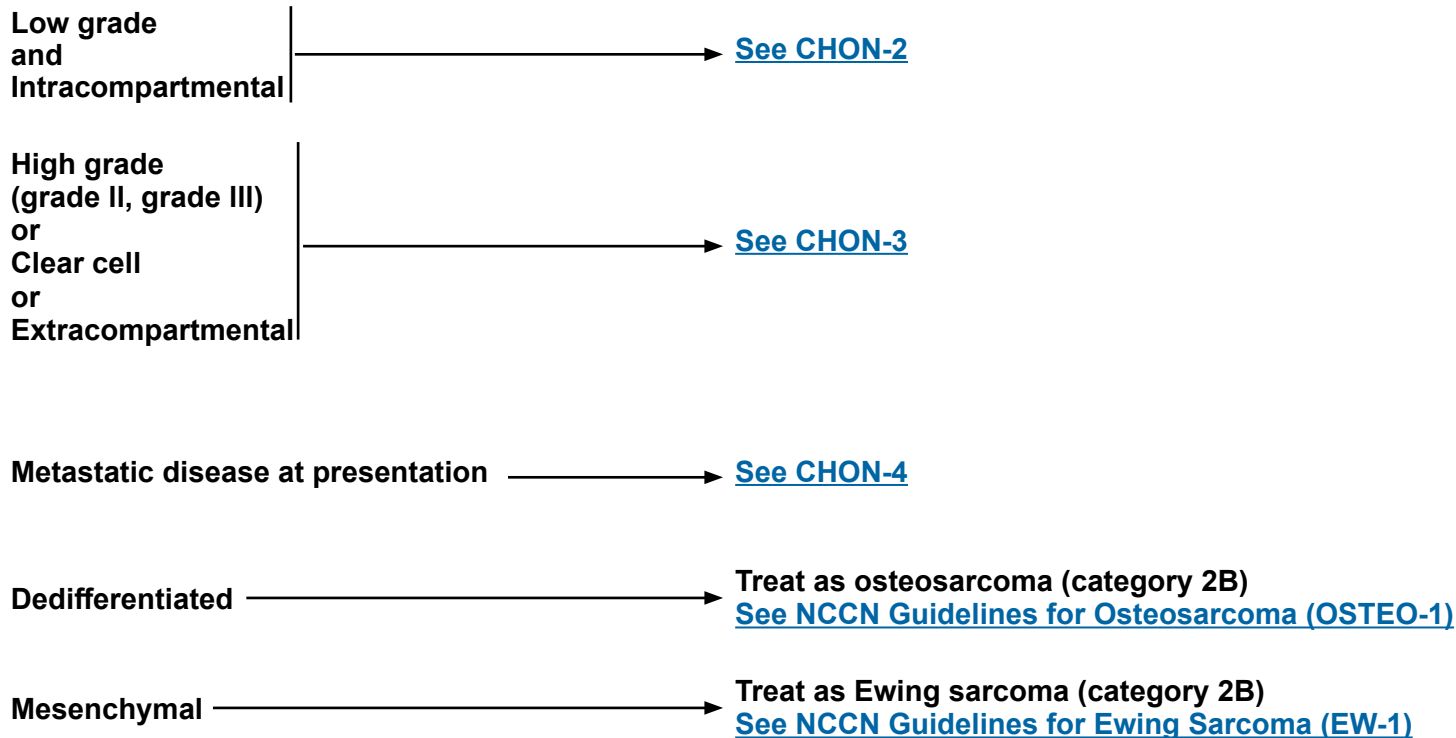 Low grade
and
Intracompartmental
See CHON-2
High grade
(grade II, grade III)
or
Clear cell
or
Extracompartmental
See CHON-3
Metastatic disease at presentation
See CHON-4
Dedifferentiated
Treat as osteosarcoma (category 2B)
See NCCN Guidelines for Osteosarcoma (OSTEO-1)
Mesenchymal
Treat as Ewing sarcoma (category 2B)
See NCCN Guidelines for Ewing Sarcoma (EW-1)